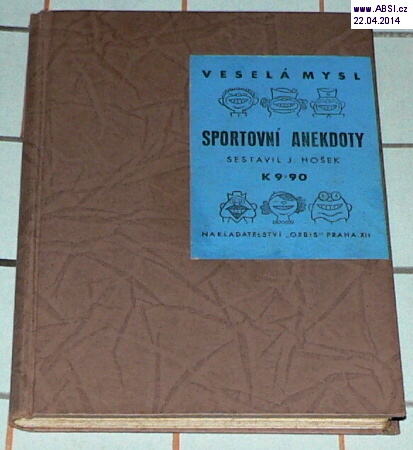 www.ABSI.cz
22.04.2014
VESELÁ MYSL
SPORTOVNÍ ANEKDOTY
SESTAVIL J. HOŠEK
K 9·90
NAKLADATELSTVÍ „ORBIS" PRAHA XII